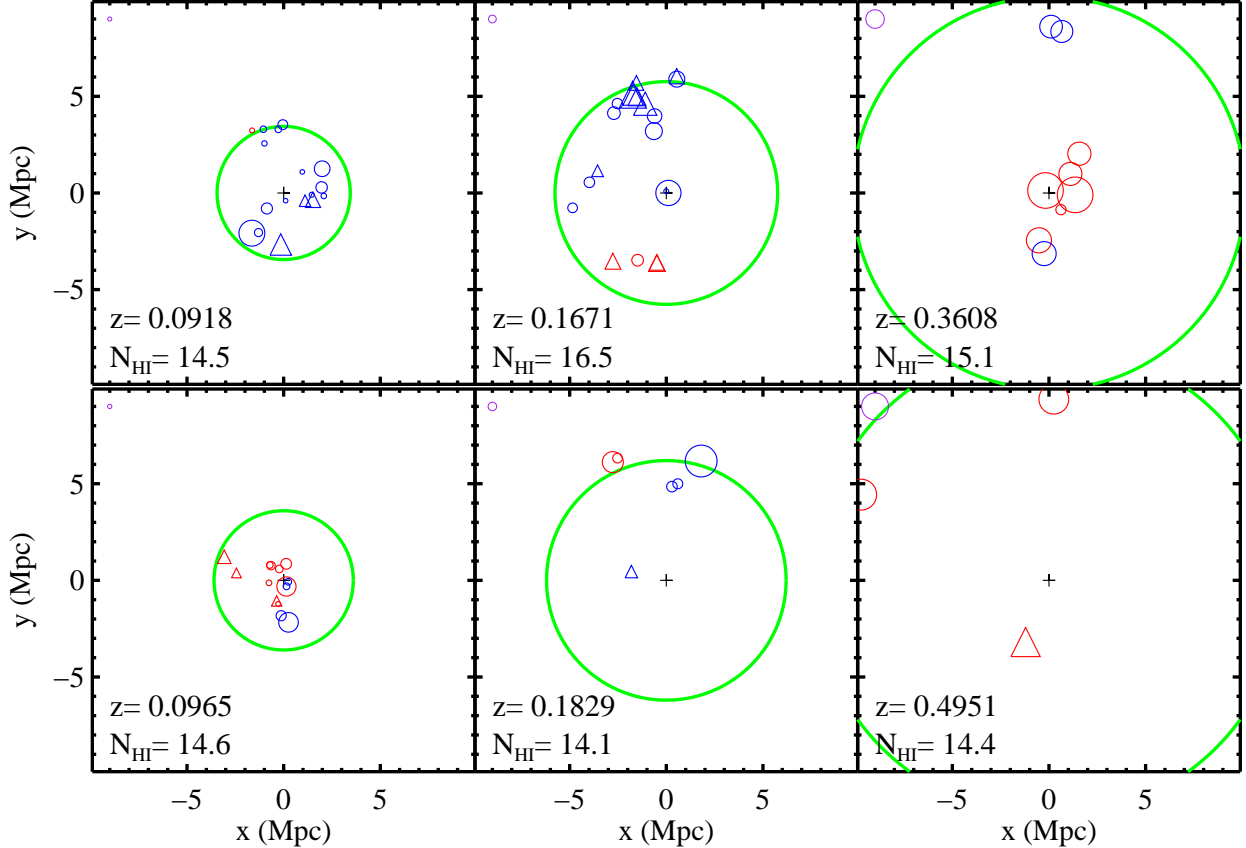 y (Mpc)
5
0
−5
z= 0.0918
N_HI= 14.5
z= 0.1671
N_HI= 16.5
z= 0.3608
N_HI= 15.1
y (Mpc)
5
0
−5
z= 0.0965
N_HI= 14.6
z= 0.1829
N_HI= 14.1
z= 0.4951
N_HI= 14.4
−5 0 5
−5 0 5
−5 0 5
x (Mpc)
x (Mpc)
x (Mpc)